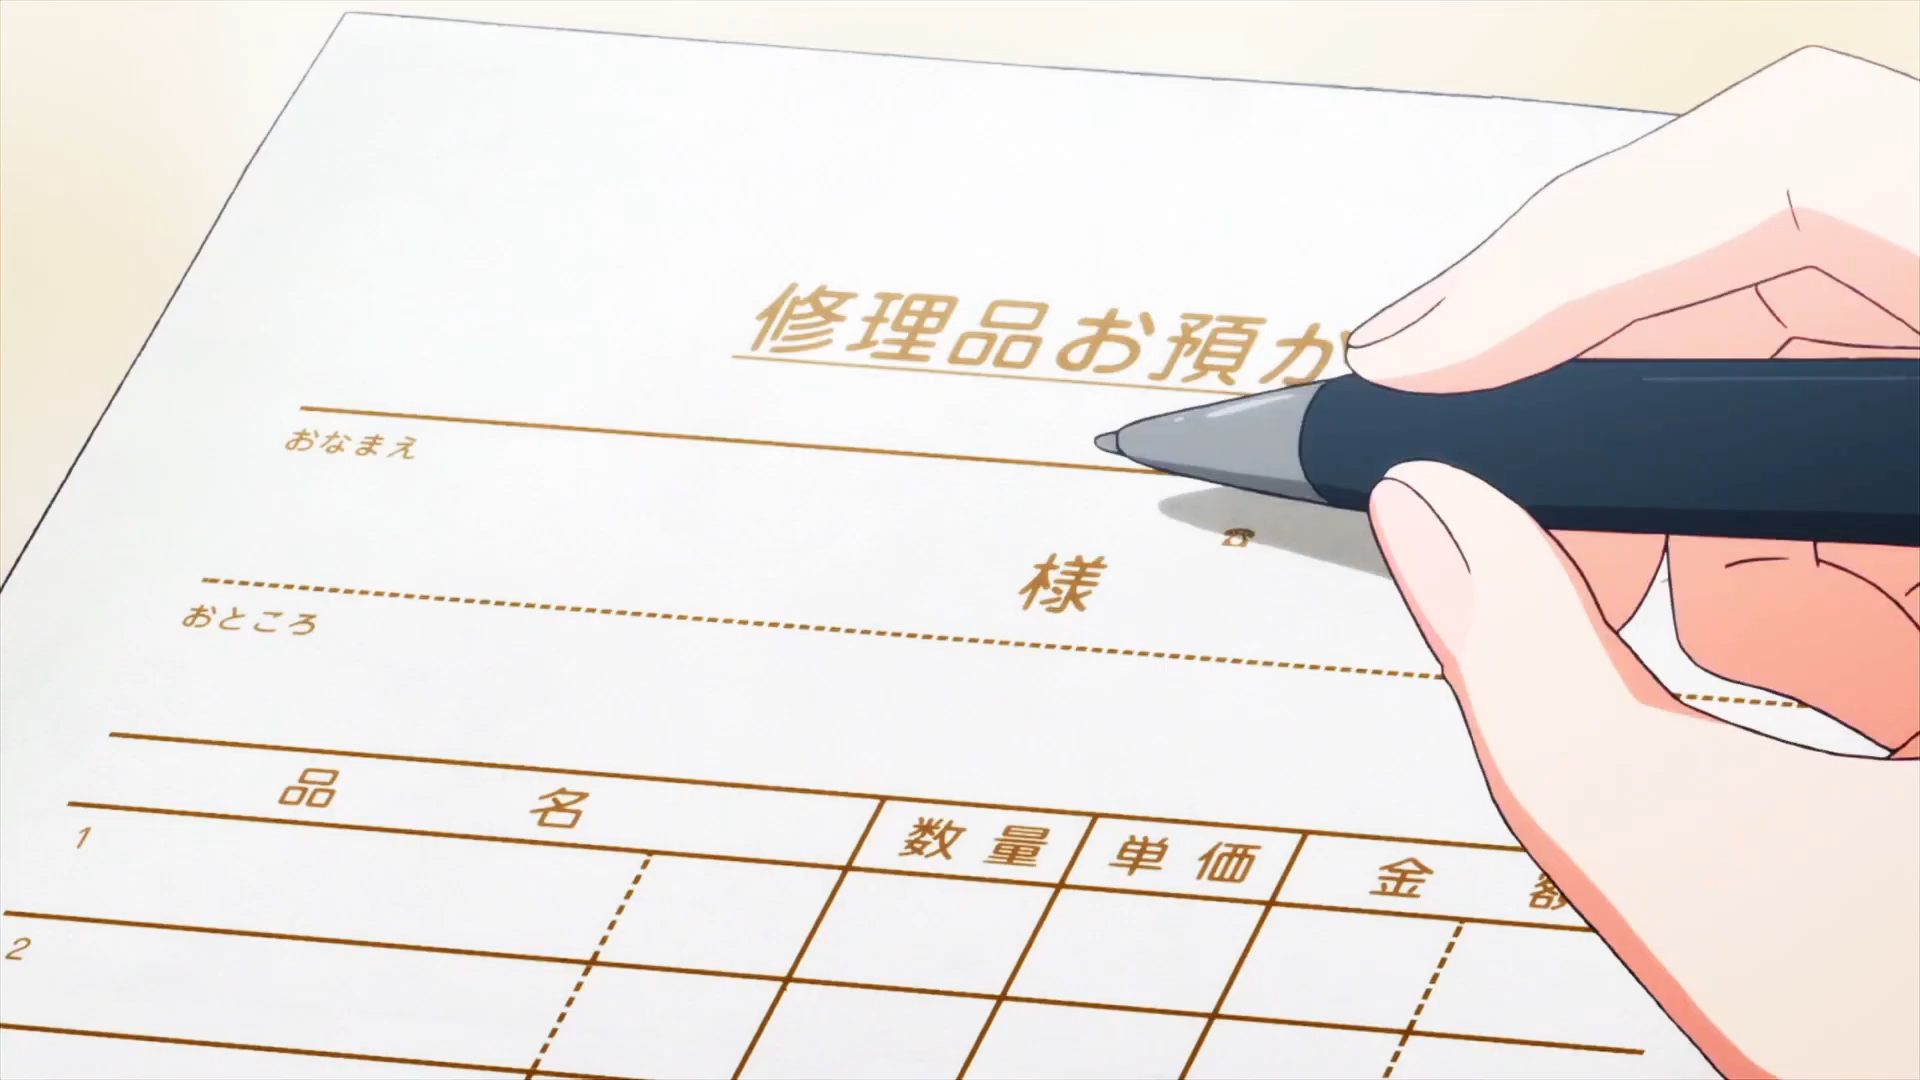 修理品お預か
おなまえ
様 ☎
おところ
品 名 数 量 単 価 金 額
1
2